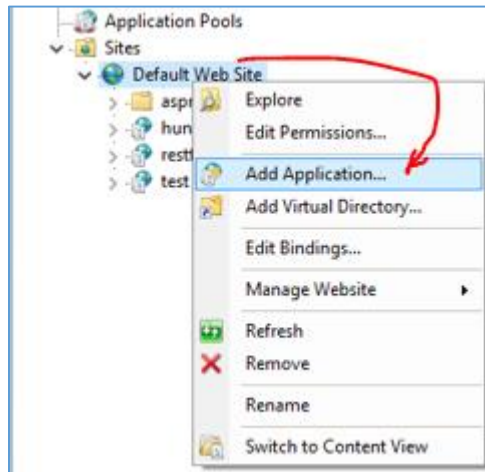 Application Pools
Sites
Default Web Site
aspr
hun
rest
test
Explore
Edit Permissions...
Add Application...
Add Virtual Directory...
Edit Bindings...
Manage Website
Refresh
Remove
Rename
Switch to Content View